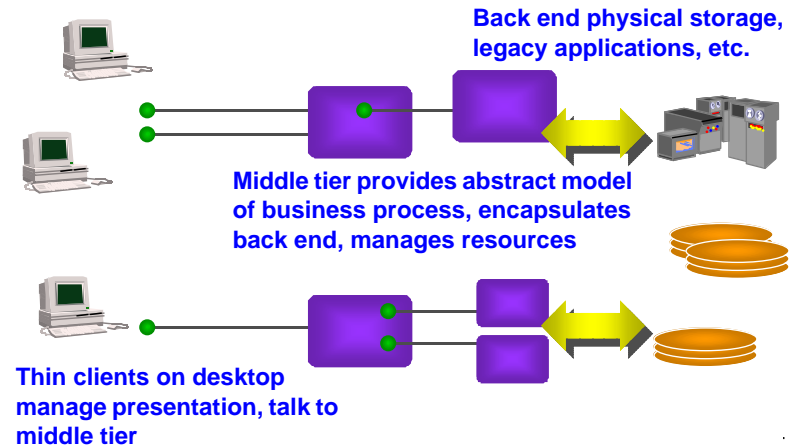 Back end physical storage,
legacy applications, etc.
Middle tier provides abstract model
of business process, encapsulates
back end, manages resources
Thin clients on desktop
manage presentation, talk to
middle tier